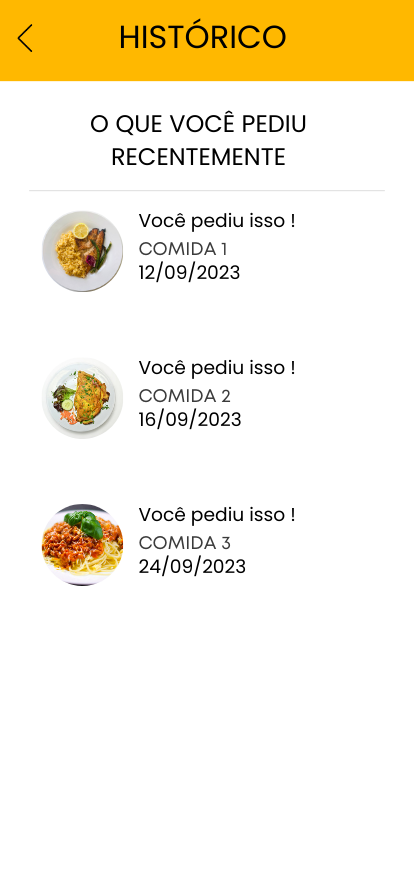 HISTÓRICO
O QUE VOCÊ PEDIU
RECENTEMENTE
Você pediu isso !
COMIDA 1
12/09/2023
Você pediu isso !
COMIDA 2
16/09/2023
Você pediu isso !
COMIDA 3
24/09/2023